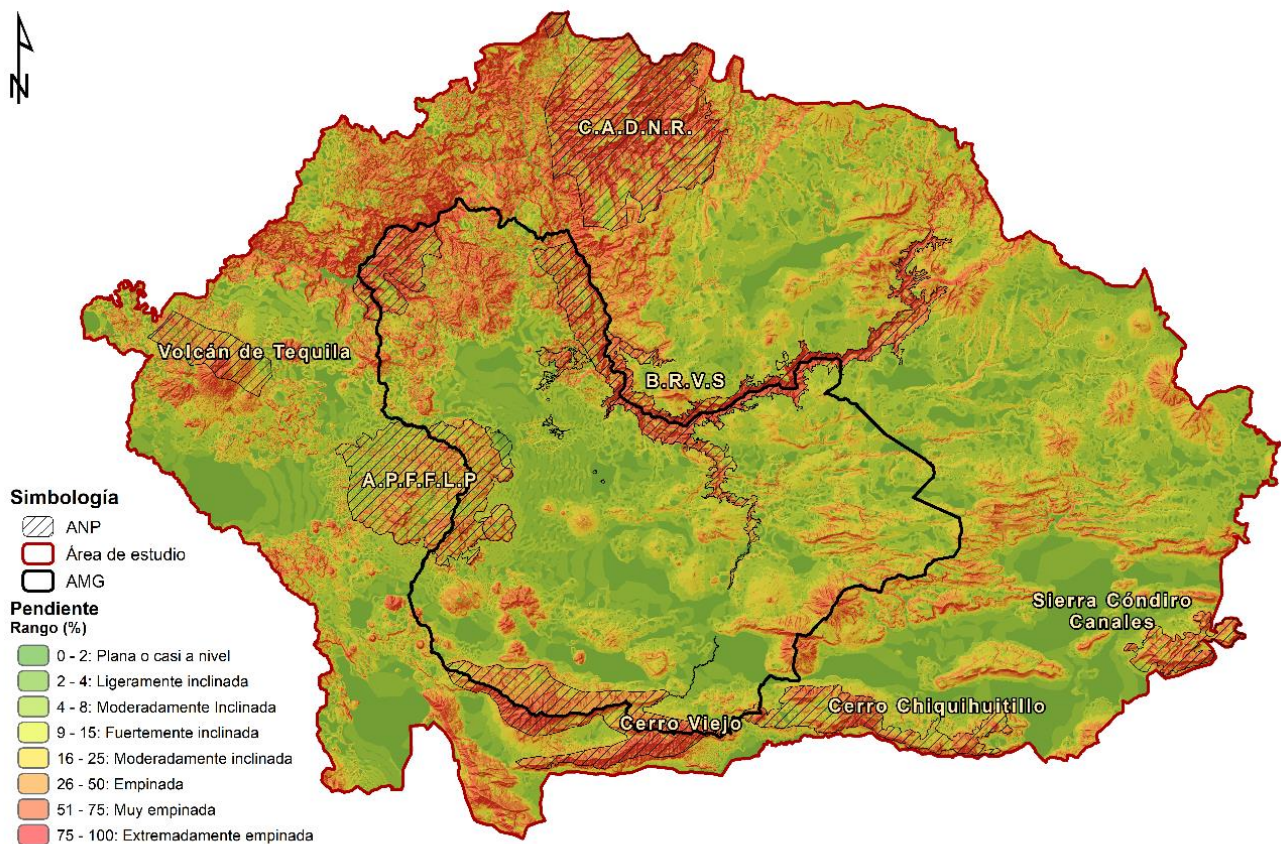 N
C.A.D.N.R.
Volcán de Tequila
B.R.V.S
A.P.F.F.L.P
Sierra Cóndiro
Canales
Cerro Viejo
Cerro Chiquihuitillo
Simbología
ANP
Área de estudio
AMG
Pendiente
Rango (%)
0 - 2: Plana o casi a nivel
2 - 4: Ligeramente inclinada
4 - 8: Moderadamente Inclinada
9 - 15: Fuertemente inclinada
16 - 25: Moderadamente inclinada
26 - 50: Empinada
51 - 75: Muy empinada
75 - 100: Extremadamente empinada